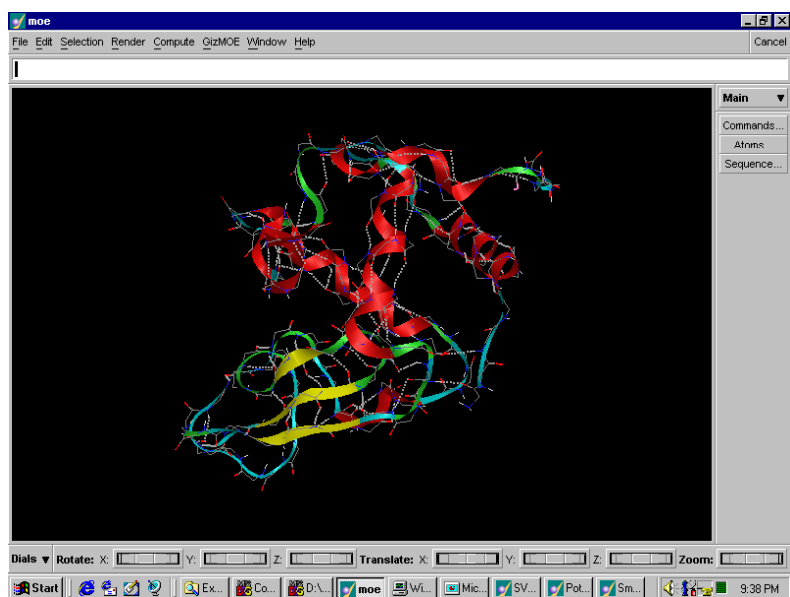 moe
File Edit Selection Render Compute GizMOE Window Help Cancel
Main
Commands...
Atoms
Sequence...
Dials Rotate: X: Y: Z: Translate: X: Y: Z: Zoom:
Start Ex... Co... D:\... moe Wi... Mic... SV... Pot... Sm... 9:38 PM